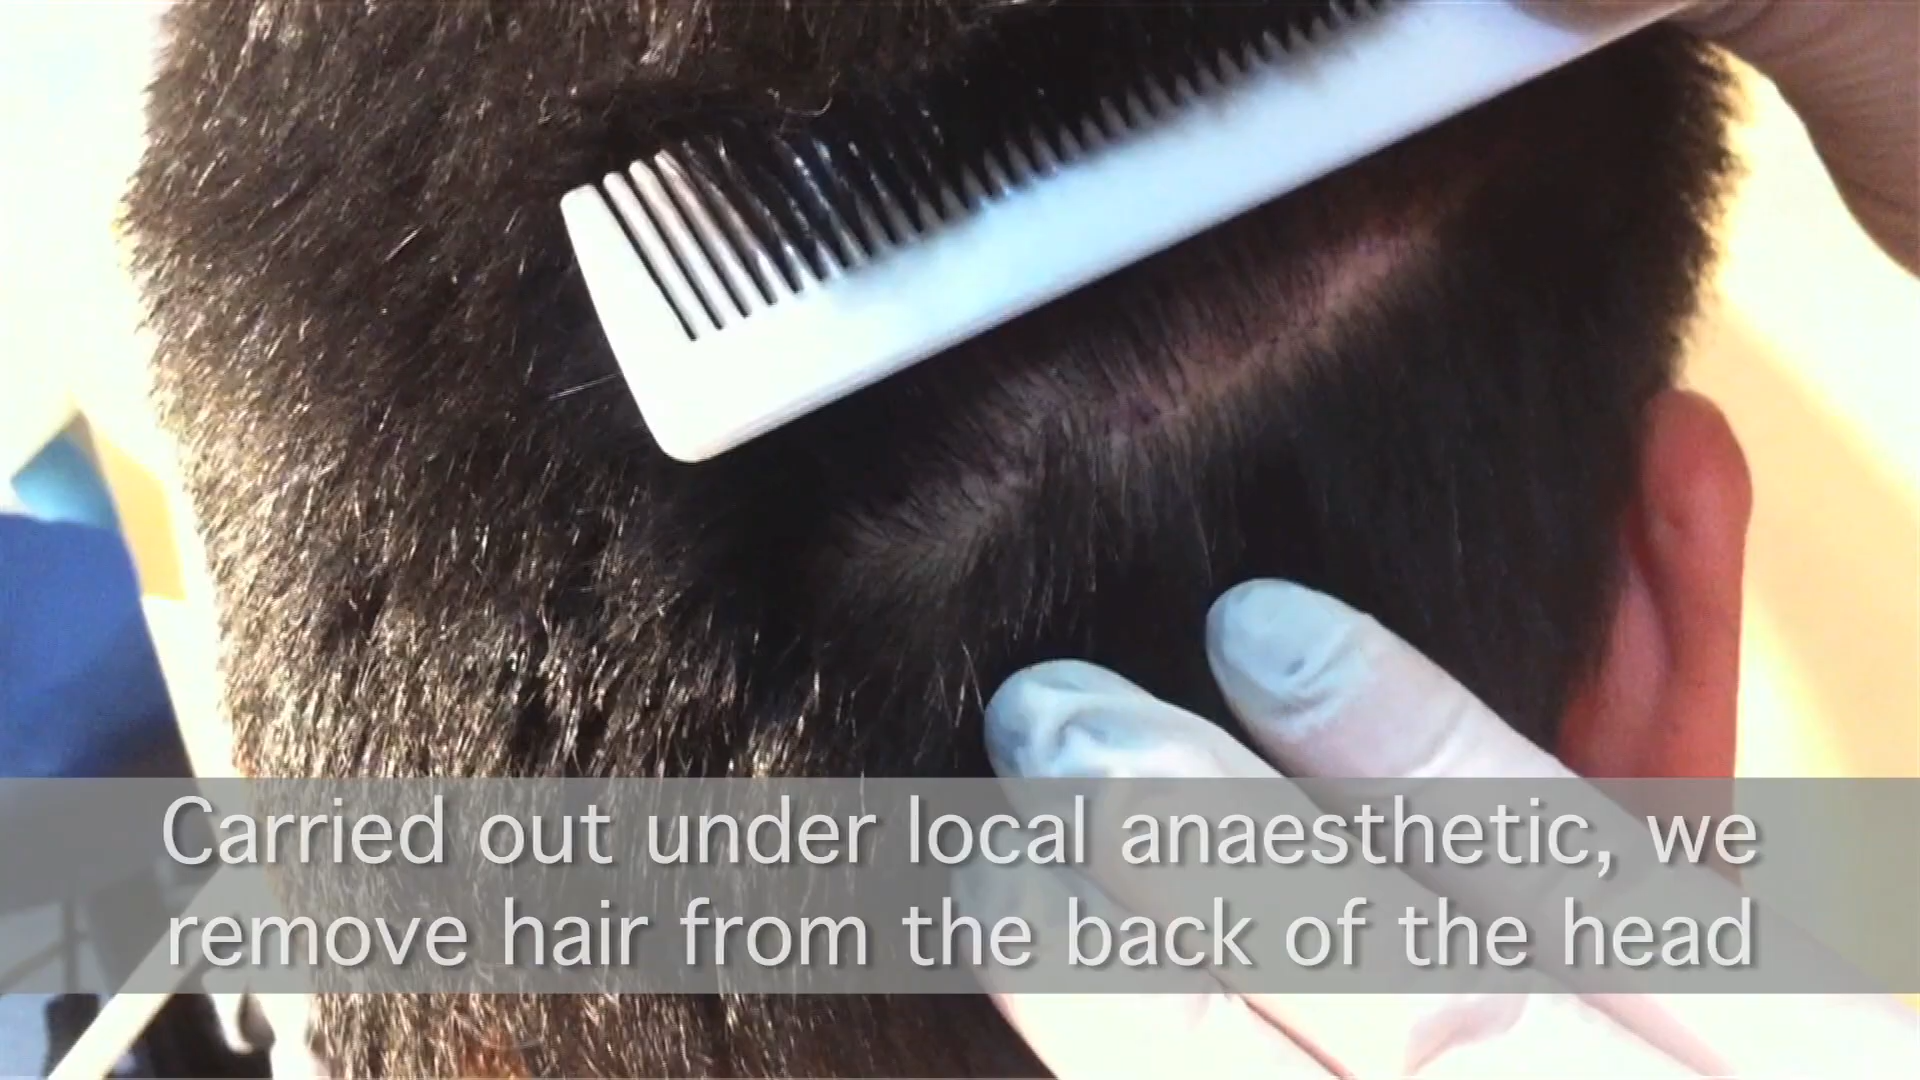 Carried out under local anaesthetic, we
remove hair from the back of the head